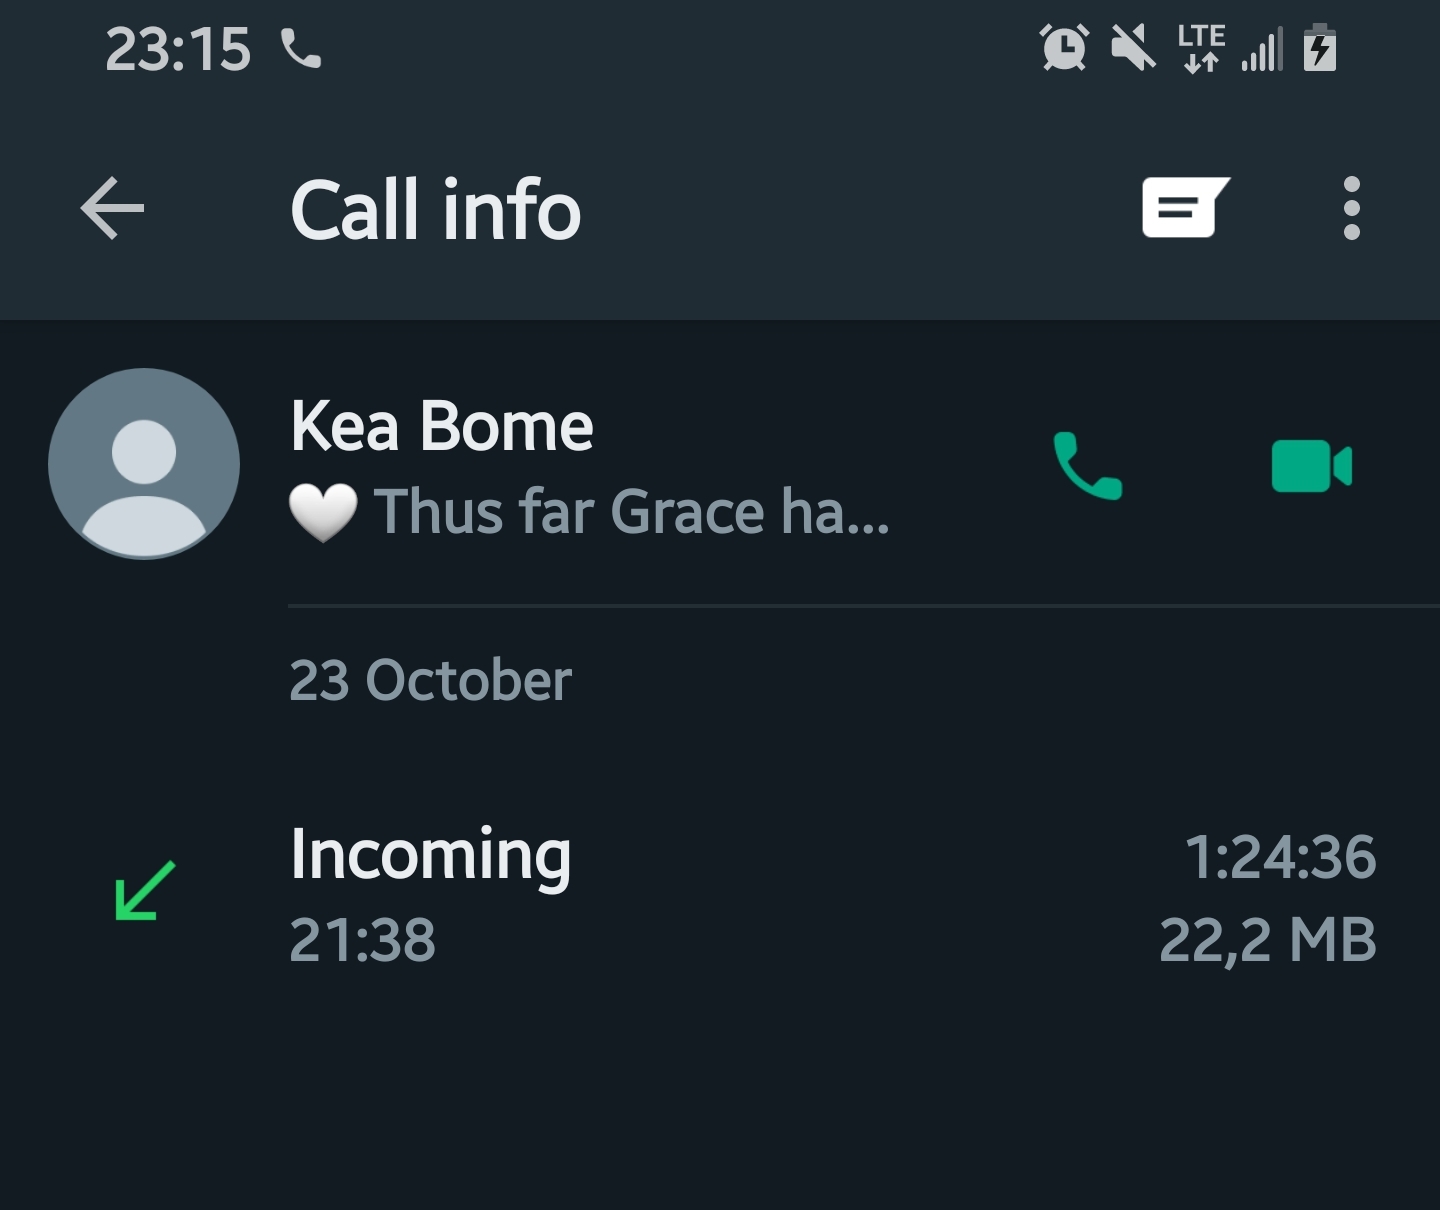 23:15 LTE
Call info
Kea Bome
🤍 Thus far Grace ha...
23 October
Incoming 1:24:36
21:38 22,2 MB